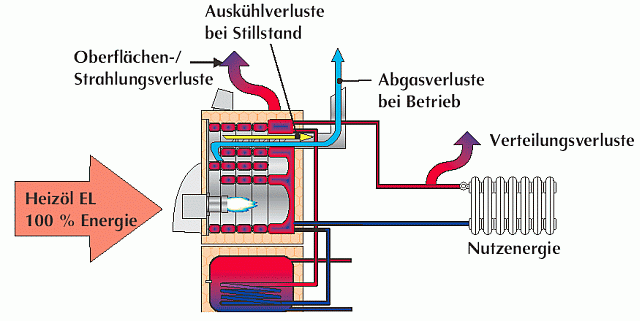 Auskühlverluste
bei Stillstand
Oberflächen-/
Strahlungsverluste
Abgasverluste
bei Betrieb
Verteilungsverluste
Heizöl EL
100 % Energie
Nutzenergie